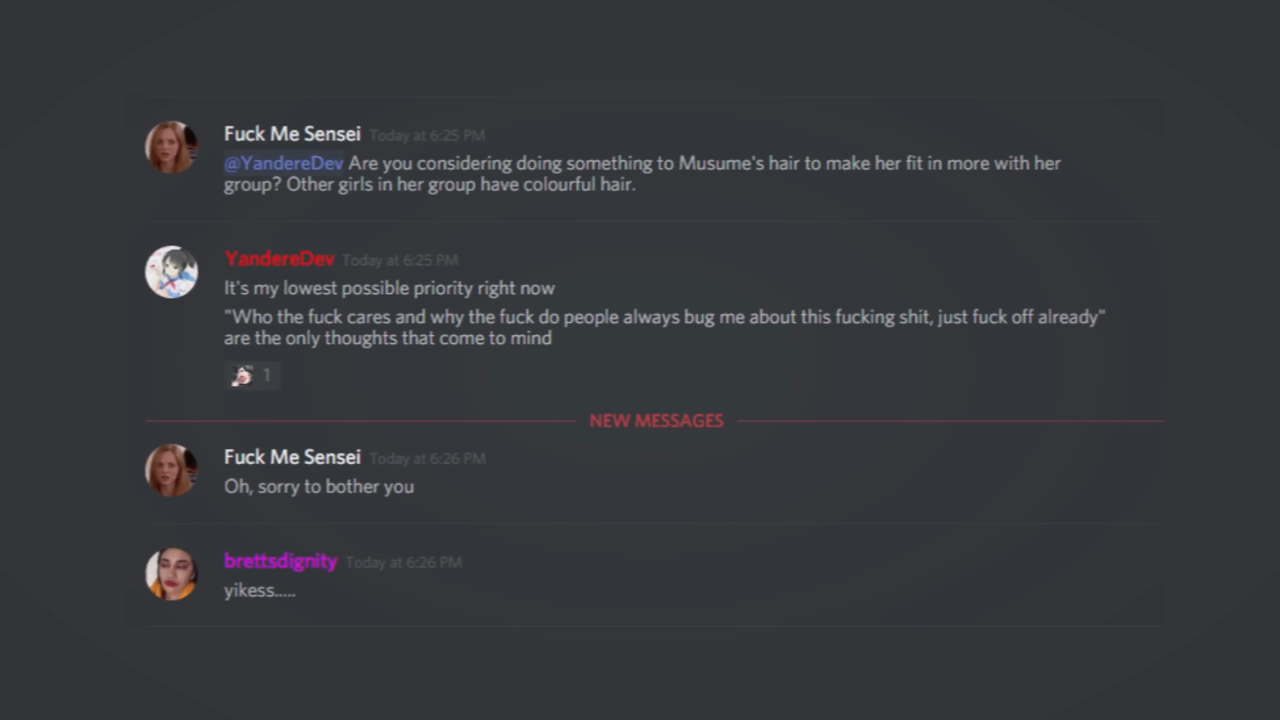 Fuck Me Sensei Today at 6:25 PM
@YandereDev Are you considering doing something to Musume's hair to make her fit in more with her
group? Other girls in her group have colourful hair.
YandereDev Today at 6:25 PM
It's my lowest possible priority right now
"Who the fuck cares and why the fuck do people always bug me about this fucking shit, just fuck off already"
are the only thoughts that come to mind
1
NEW MESSAGES
Fuck Me Sensei Today at 6:26 PM
Oh, sorry to bother you
brettsdignity Today at 6:26 PM
yikess.....